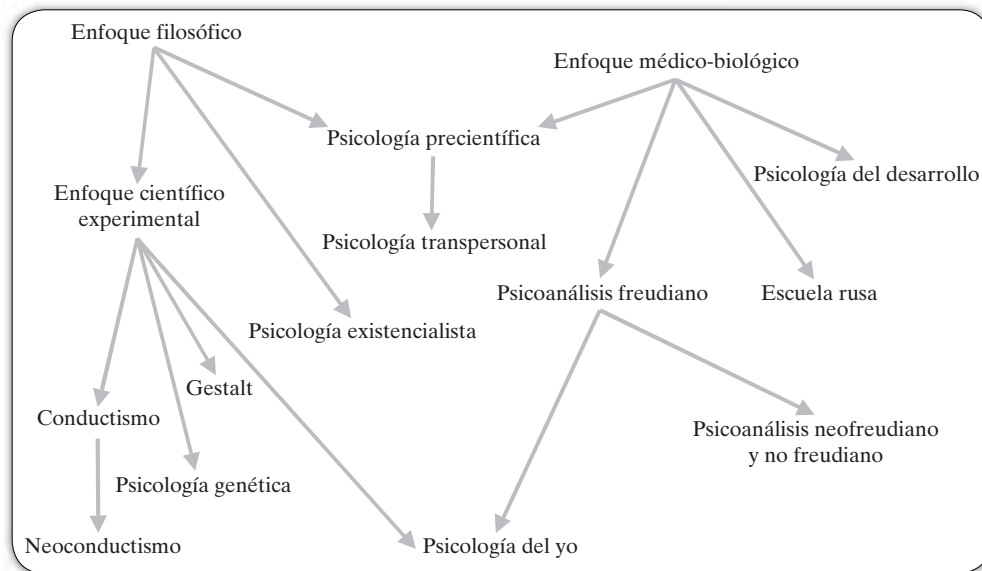 Enfoque filosófico
Enfoque médico-biológico
Psicología precientífica
Psicología del desarrollo
Enfoque científico
experimental
Psicología transpersonal
Psicoanálisis freudiano
Escuela rusa
Psicología existencialista
Gestalt
Conductismo
Psicoanálisis neofreudiano
y no freudiano
Psicología genética
Neoconductismo
Psicología del yo